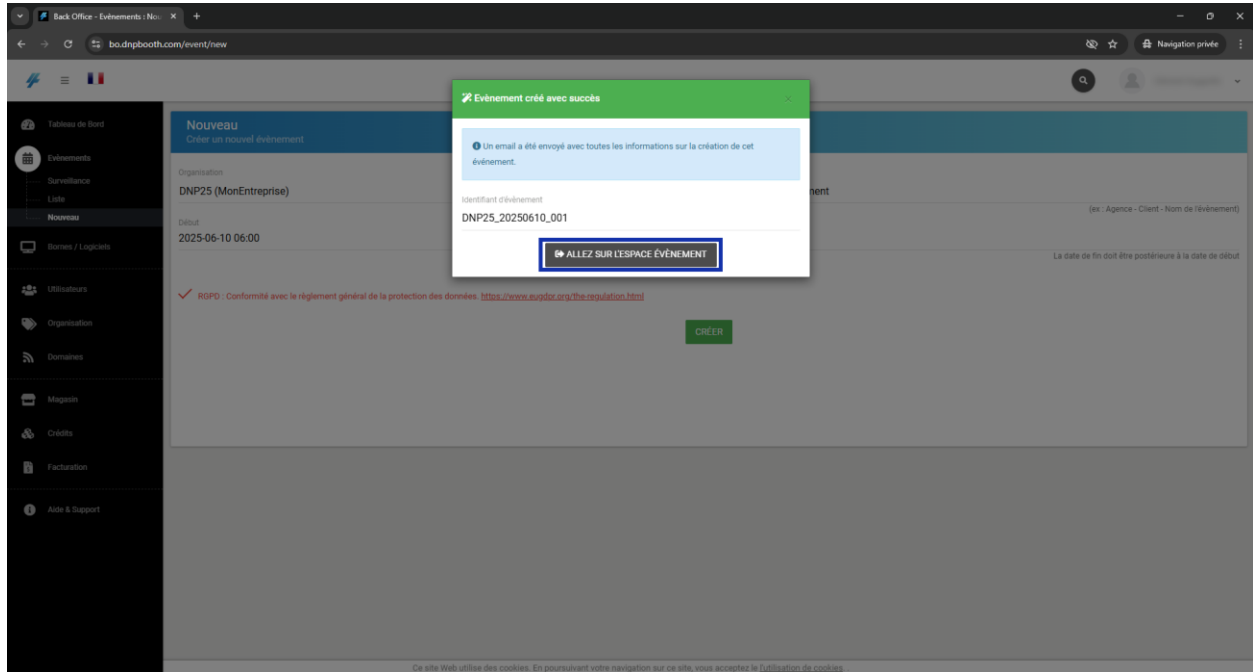 Back Office - Evènements : Nou
bo.dnpbooth.com/event/new
Navigation privée
Tableau de Bord
Evènements
Surveillance
Liste
Nouveau
Bornes / Logiciels
Utilisateurs
Organisation
Domaines
Magasin
Crédits
Facturation
Aide & Support
Nouveau
Créer un nouvel évènement
Organisation
DNP25 (MonEntreprise)
(ex : Agence - Client - Nom de l'évènement)
Début
2025-06-10 06:00
La date de fin doit être postérieure à la date de début
RGPD : Conformité avec le règlement général de la protection des données. https://www.eugdpr.org/the-regulation.html
CRÉER
Evènement créé avec succès
×
Un email a été envoyé avec toutes les informations sur la création de cet
événement.
Identifiant d'évènement
DNP25_20250610_001
ALLEZ SUR L'ESPACE ÉVÈNEMENT
Ce site Web utilise des cookies. En poursuivant votre navigation sur ce site, vous acceptez le l'utilisation de cookies.